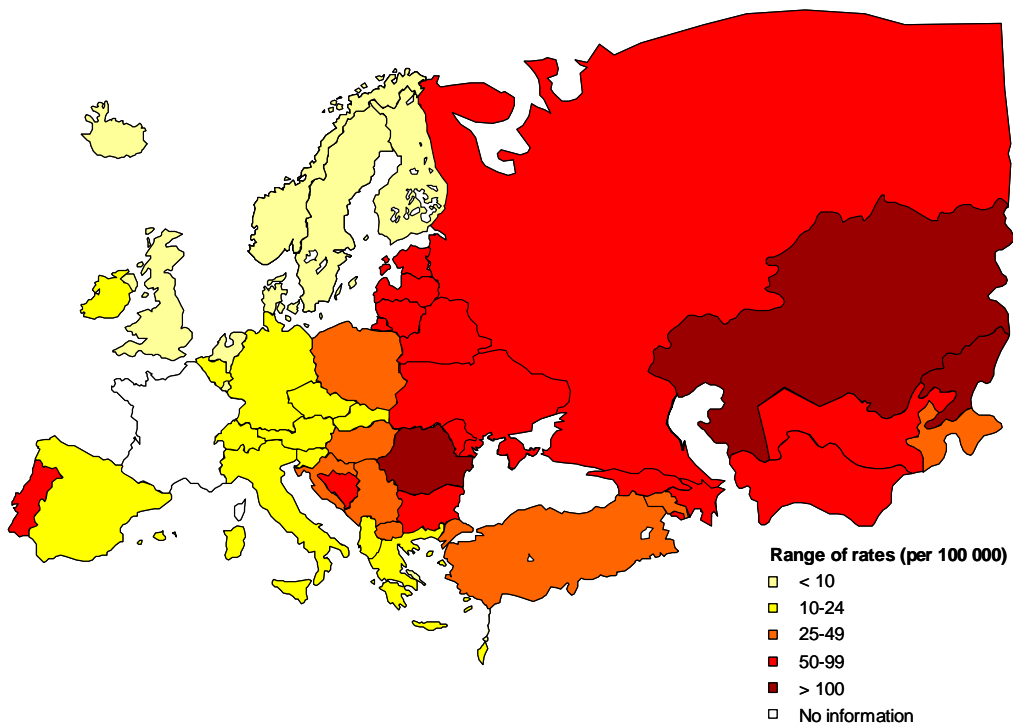 Range of rates (per 100 000)
< 10
10-24
25-49
50-99
> 100
No information